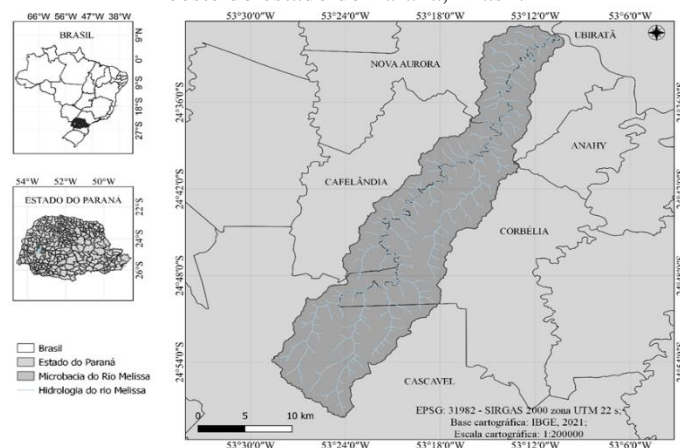 66°W 56°W 47°W 38°W
BRASIL
9°N
0°
9°S
18°S
27°S
54°W 52°W 50°W
ESTADO DO PARANÁ
22°S
24°S
26°S
Brasil
Estado do Paraná
Microbacia do Rio Melissa
Hidrologia do rio Melissa
53°30'0"W 53°24'0"W 53°18'0"W 53°12'0"W 53°6'0"W
UBIRATÃ
NOVA AURORA
24°36'0"S
ANAHY
24°42'0"S
CAFELÂNDIA
CORBÉLIA
24°48'0"S
24°54'0"S
CASCAVEL
EPSG: 31982 - SIRGAS 2000 zona UTM 22 s;
Base cartográfica: IBGE, 2021;
Escala cartográfica: 1:200000
0 5 10 km
53°30'0"W 53°24'0"W 53°18'0"W 53°12'0"W 53°6'0"W